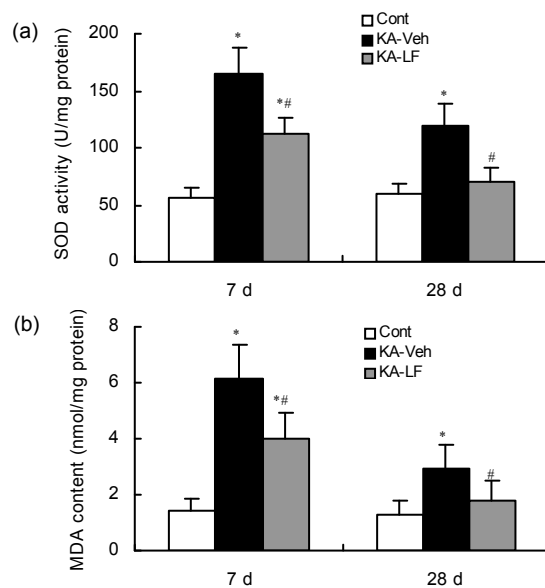 (a)
SOD activity (U/mg protein)
200
150
100
50
0
Cont
KA-Veh
KA-LF
*
*#
*
#
7 d
28 d
(b)
MDA content (nmol/mg protein)
8
6
4
2
0
Cont
KA-Veh
KA-LF
*
*#
*
#
7 d
28 d